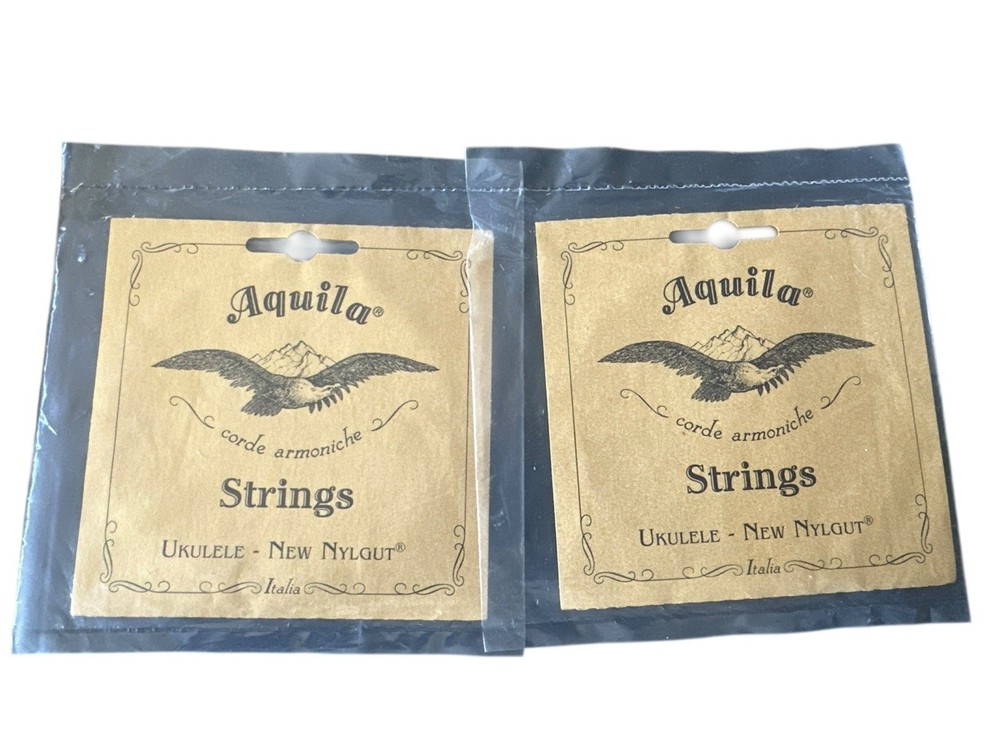 Aquila®
corde armoniche
Strings
UKULELE - NEW NYLGUT®
Italia
Aquila®
corde armoniche
Strings
UKULELE - NEW NYLGUT®
Italia